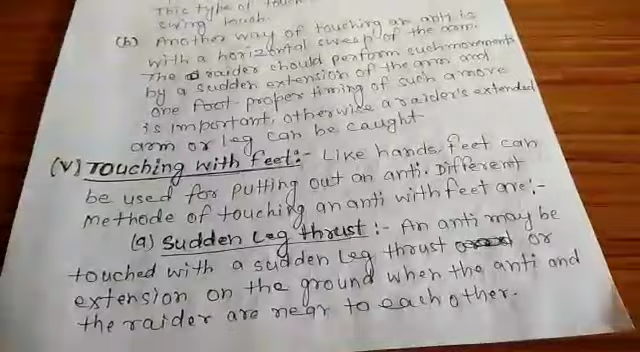 This type of touch
swing touch.
(b) Another way of touching an anti is
with a horizontal sweep of the arm.
The raider should perform such movements
by a sudden extension of the arm and
one foot proper timing of such a move
is important, otherwise a raider's extended
arm or leg can be caught
(V) Touching with feet:- Like hands, feet can
be used for putting out an anti. Different
Methode of touching an anti with feet are:-
(a) Sudden Leg thrust :- An anti may be
touched with a sudden leg thrust or
extension on the ground when the anti and
the raider are near to each other.